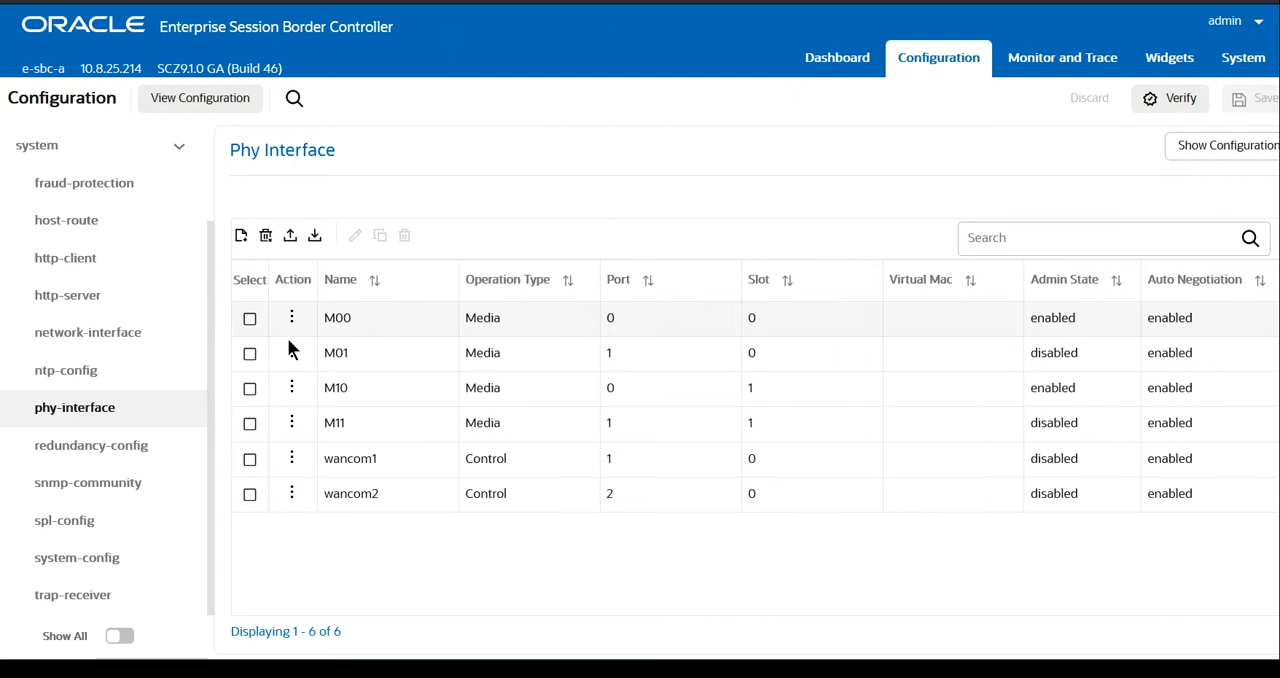 ORACLE Enterprise Session Border Controller
admin
e-sbc-a 10.8.25.214 SCZ9.1.0 GA (Build 46)
Dashboard Configuration Monitor and Trace Widgets System
Configuration View Configuration Discard Verify Save
system
fraud-protection
host-route
http-client
http-server
network-interface
ntp-config
phy-interface
redundancy-config
snmp-community
spl-config
system-config
trap-receiver
Show All
Phy Interface
Show Configuration
Search
Select Action Name Operation Type Port Slot Virtual Mac Admin State Auto Negotiation
M00 Media 0 0 enabled enabled
M01 Media 1 0 disabled enabled
M10 Media 0 1 enabled enabled
M11 Media 1 1 disabled enabled
wancom1 Control 1 0 disabled enabled
wancom2 Control 2 0 disabled enabled
Displaying 1 - 6 of 6